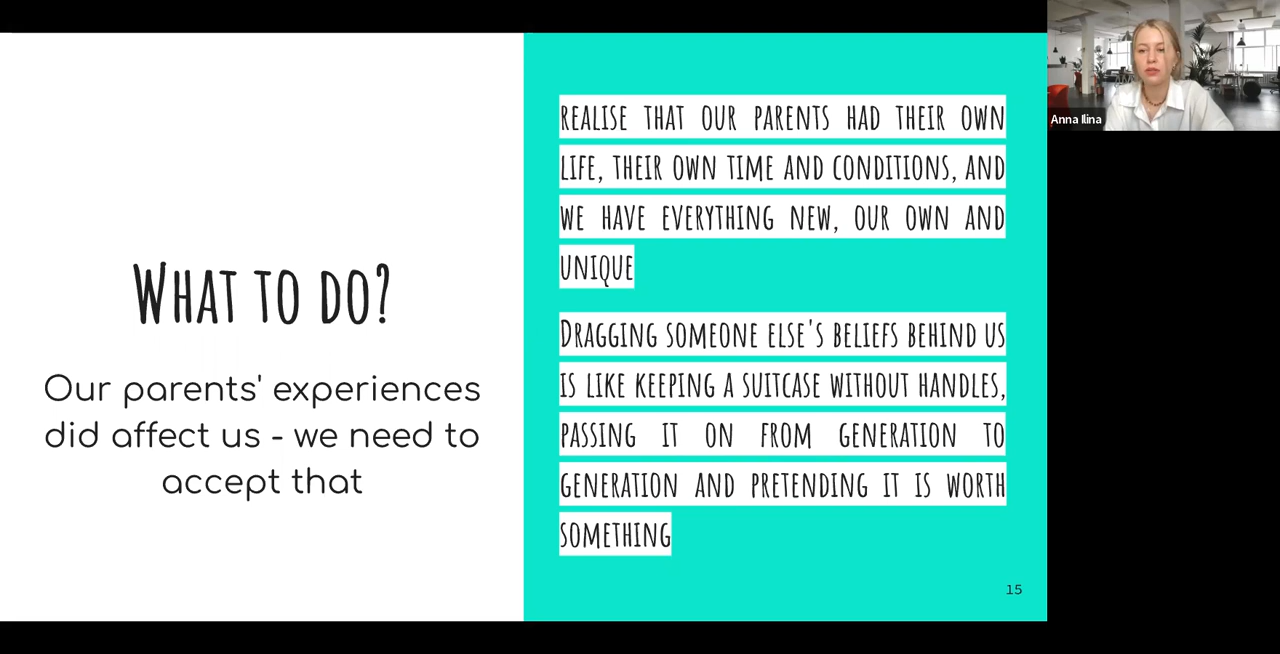 What to do?
Our parents' experiences
did affect us - we need to
accept that
REALISE THAT OUR PARENTS HAD THEIR OWN
LIFE, THEIR OWN TIME AND CONDITIONS, AND
WE HAVE EVERYTHING NEW, OUR OWN AND
UNIQUE
DRAGGING SOMEONE ELSE'S BELIEFS BEHIND US
IS LIKE KEEPING A SUITCASE WITHOUT HANDLES,
PASSING IT ON FROM GENERATION TO
GENERATION AND PRETENDING IT IS WORTH
SOMETHING
15
Anna Ilina